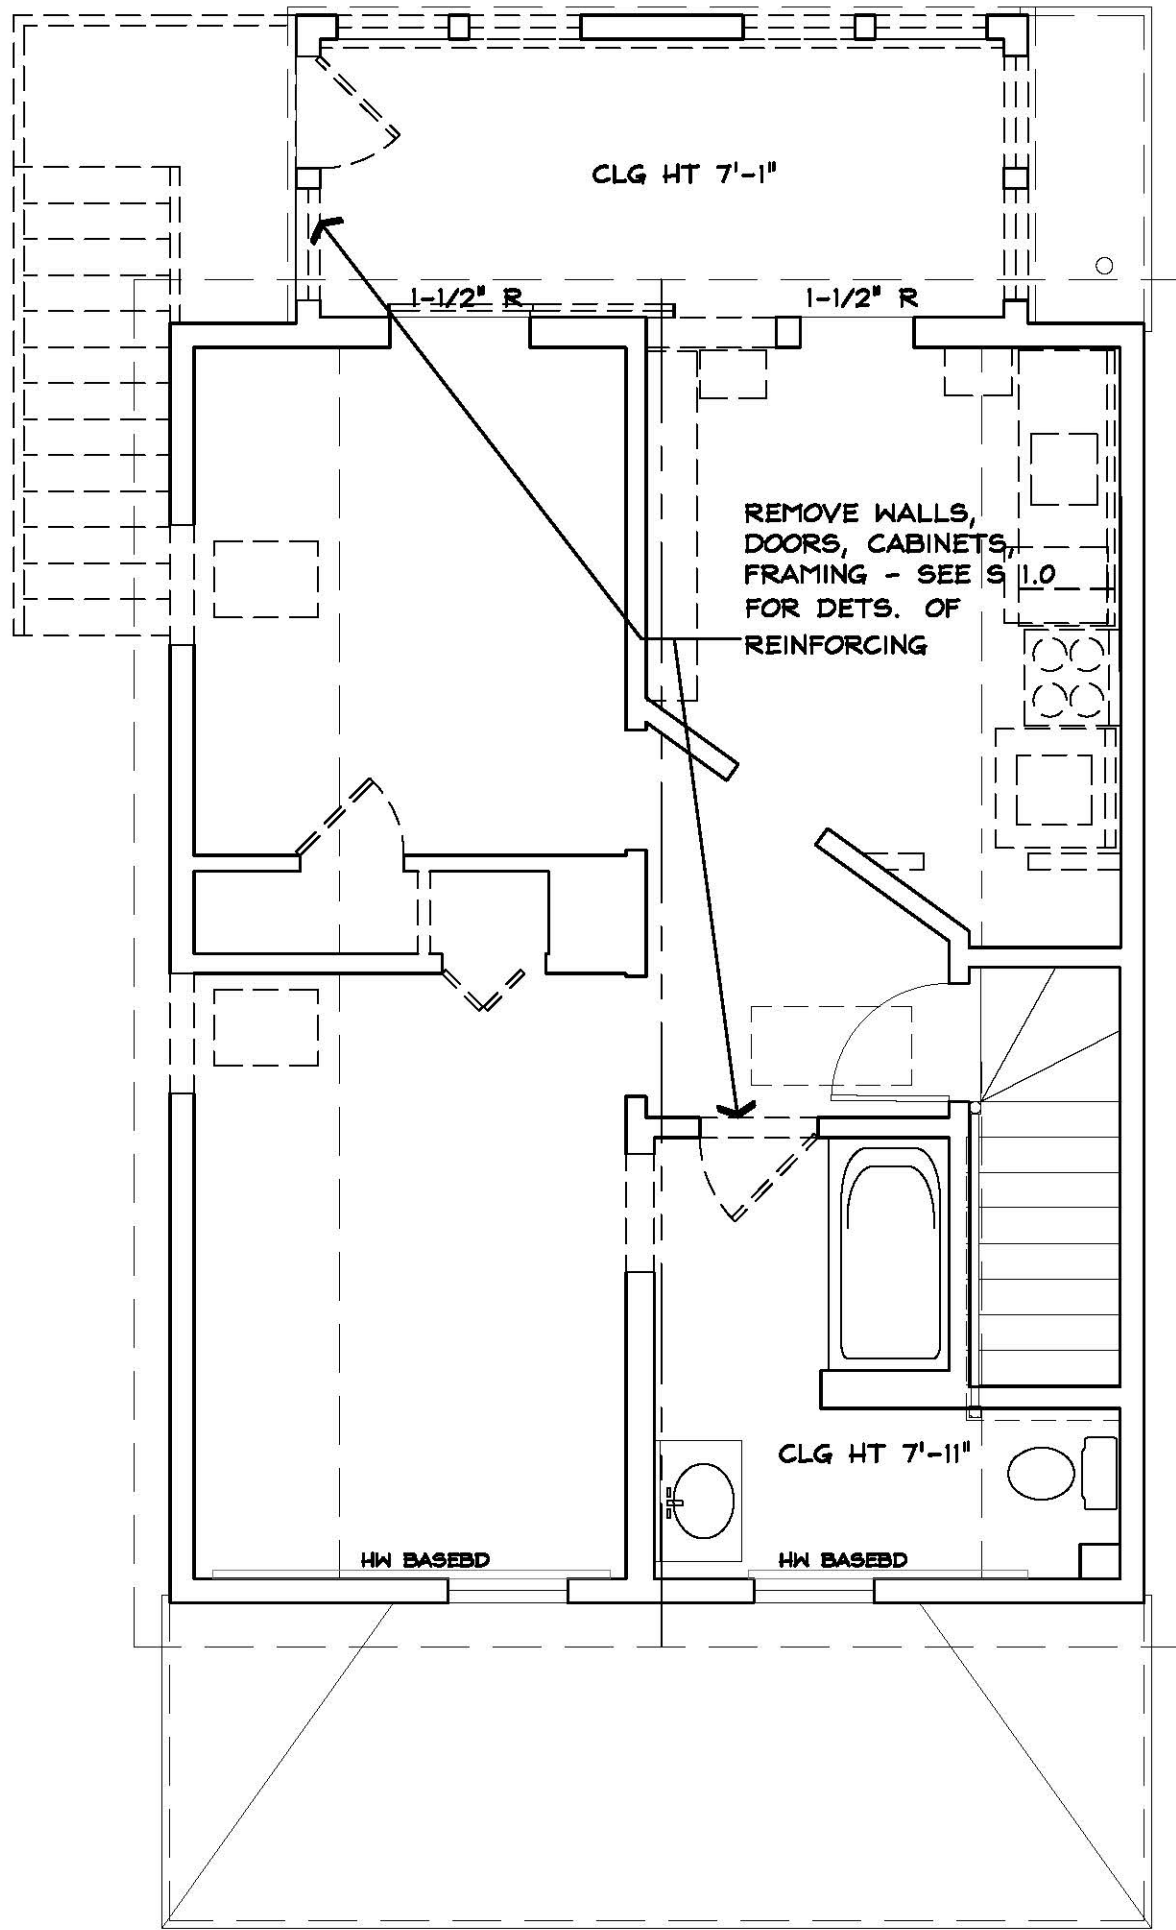 CLG HT 7'-1"
1-1/2" R
1-1/2" R
REMOVE WALLS,
DOORS, CABINETS,
FRAMING - SEE S 1.0
FOR DETS. OF
REINFORCING
CLG HT 7'-11"
HW BASEBD
HW BASEBD